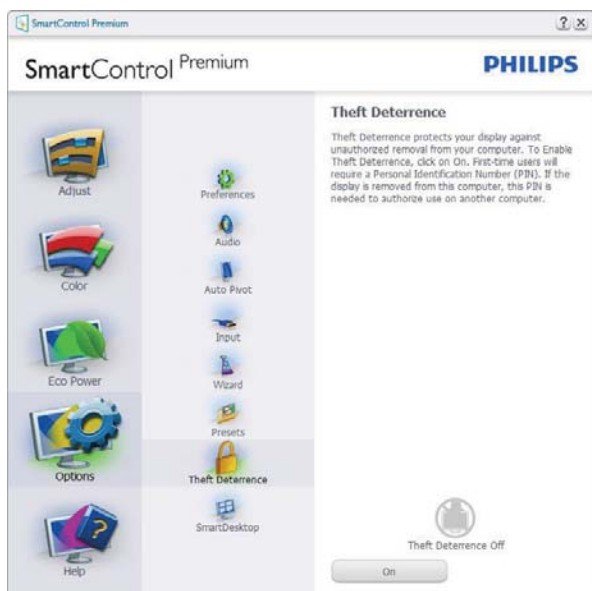 SmartControl Premium
? x
SmartControl Premium
PHILIPS
Adjust
Color
Eco Power
Options
Help
Preferences
Audio
Auto Pivot
Input
Wizard
Presets
Theft Deterrence
SmartDesktop
Theft Deterrence
Theft Deterrence protects your display against
unauthorized removal from your computer. To Enable
Theft Deterrence, click on On. First-time users will
require a Personal Identification Number (PIN). If the
display is removed from this computer, this PIN is
needed to authorize use on another computer.
Theft Deterrence Off
On